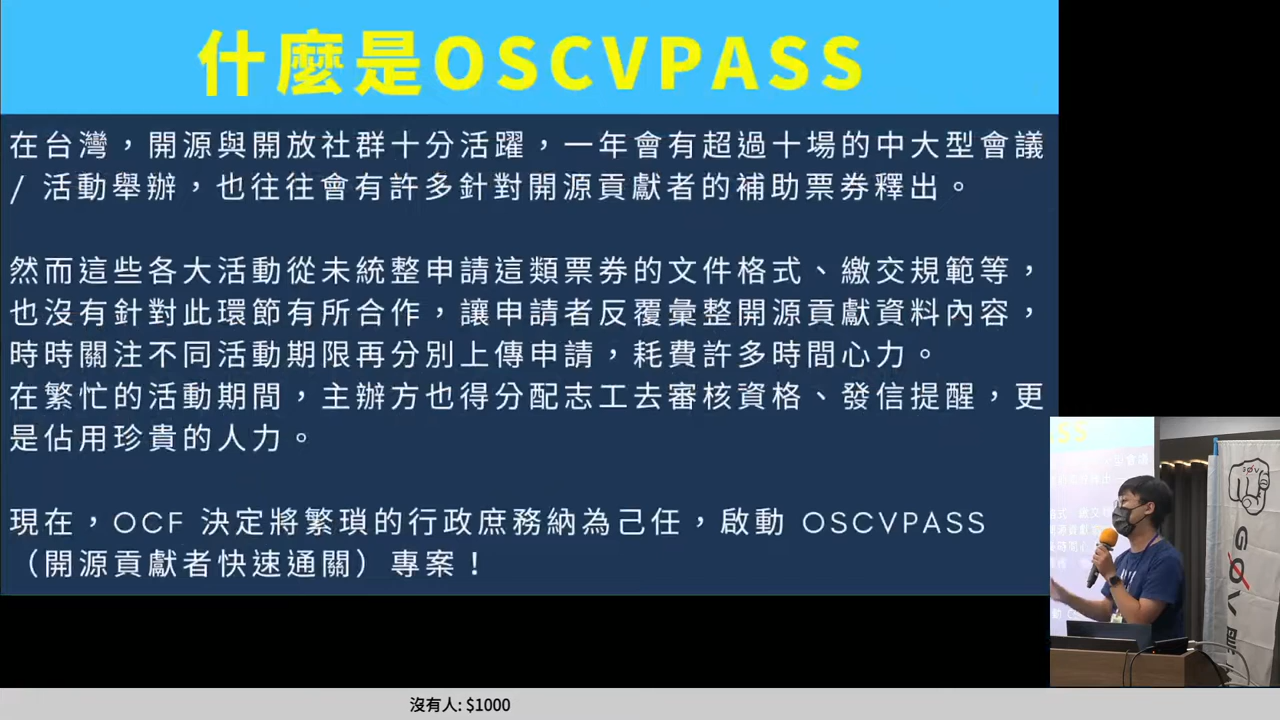 什麼是OSCVPASS
在台灣，開源與開放社群十分活躍，一年會有超過十場的中大型會議
/ 活動舉辦，也往往會有許多針對開源貢獻者的補助票券釋出。
然而這些各大活動從未統整申請這類票券的文件格式、繳交規範等，
也沒有針對此環節有所合作，讓申請者反覆彙整開源貢獻資料內容，
時時關注不同活動期限再分別上傳申請，耗費許多時間心力。
在繁忙的活動期間，主辦方也得分配志工去審核資格、發信提醒，更
是佔用珍貴的人力。
現在，OCF 決定將繁瑣的行政庶務納為己任，啟動 OSCVPASS
（開源貢獻者快速通關）專案！
SS
G0V
沒有人: $1000